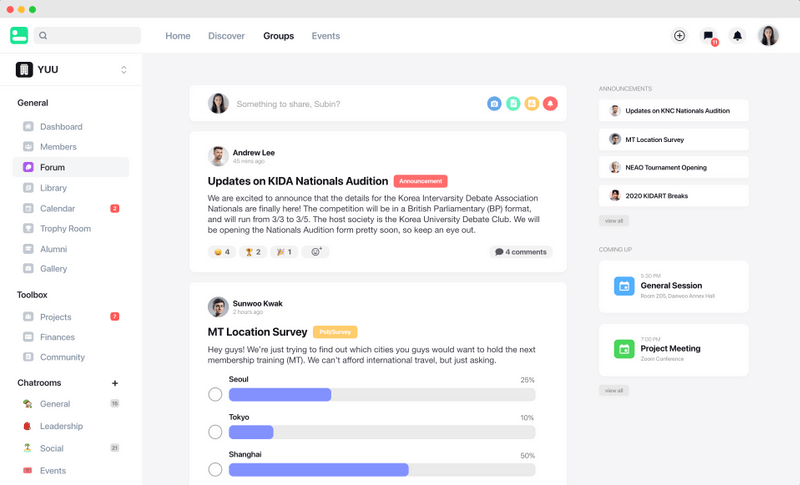 Home
Discover
Groups
Events
11
YUU
General
Dashboard
Members
Forum
Library
Calendar
2
Trophy Room
Alumni
Gallery
Toolbox
Projects
7
Finances
Community
Chatrooms
+
General
15
Leadership
Social
21
Events
Something to share, Subin?
Andrew Lee
45 mins ago
Updates on KIDA Nationals Audition
Announcement
We are excited to announce that the details for the Korea Intervarsity Debate Association
Nationals are finally here! The competition will be in a British Parliamentary (BP) format,
and will run from 3/3 to 3/5. The host society is the Korea University Debate Club. We will
be opening the Nationals Audition form pretty soon, so keep an eye out.
4
2
1
4 comments
Sunwoo Kwak
2 hours ago
MT Location Survey
Poll/Survey
Hey guys! We're just trying to find out which cities you guys would want to hold the next
membership training (MT). We can't afford international travel, but just asking.
Seoul
25%
Tokyo
10%
Shanghai
50%
ANNOUNCEMENTS
Updates on KNC Nationals Audition
MT Location Survey
NEAO Tournament Opening
2020 KIDART Breaks
view all
COMING UP
5:30 PM
General Session
Room 205, Daewoo Annex Hall
7:00 PM
Project Meeting
Zoom Conference
view all